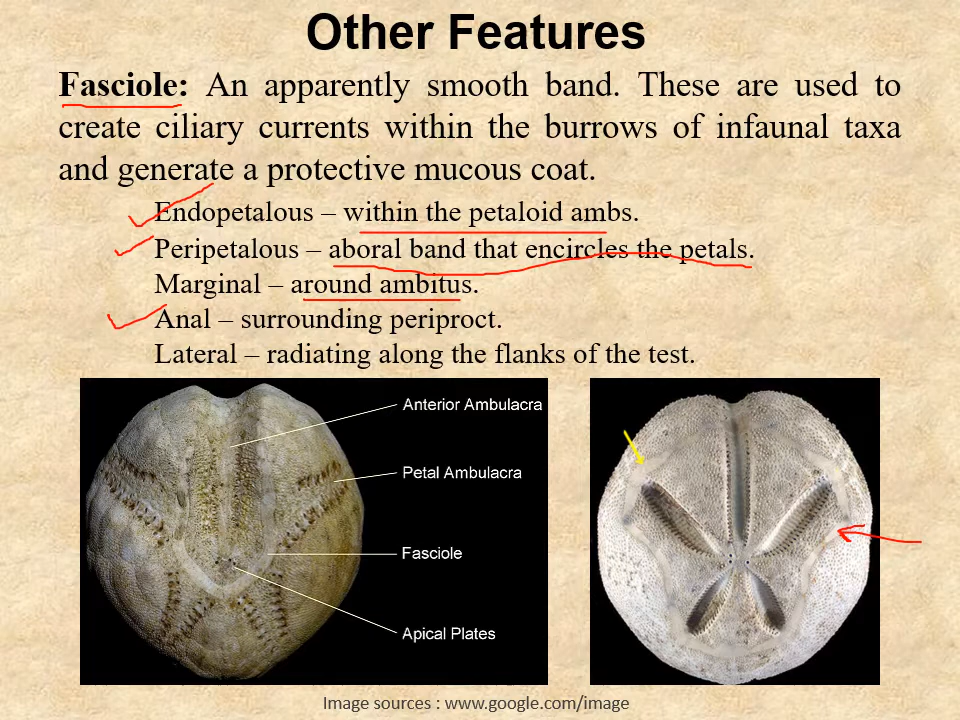 Other Features
Fasciole: An apparently smooth band. These are used to
create ciliary currents within the burrows of infaunal taxa
and generate a protective mucous coat.
Endopetalous – within the petaloid ambs.
Peripetalous – aboral band that encircles the petals.
Marginal – around ambitus.
Anal – surrounding periproct.
Lateral – radiating along the flanks of the test.
Anterior Ambulacra
Petal Ambulacra
Fasciole
Apical Plates
Image sources : www.google.com/image